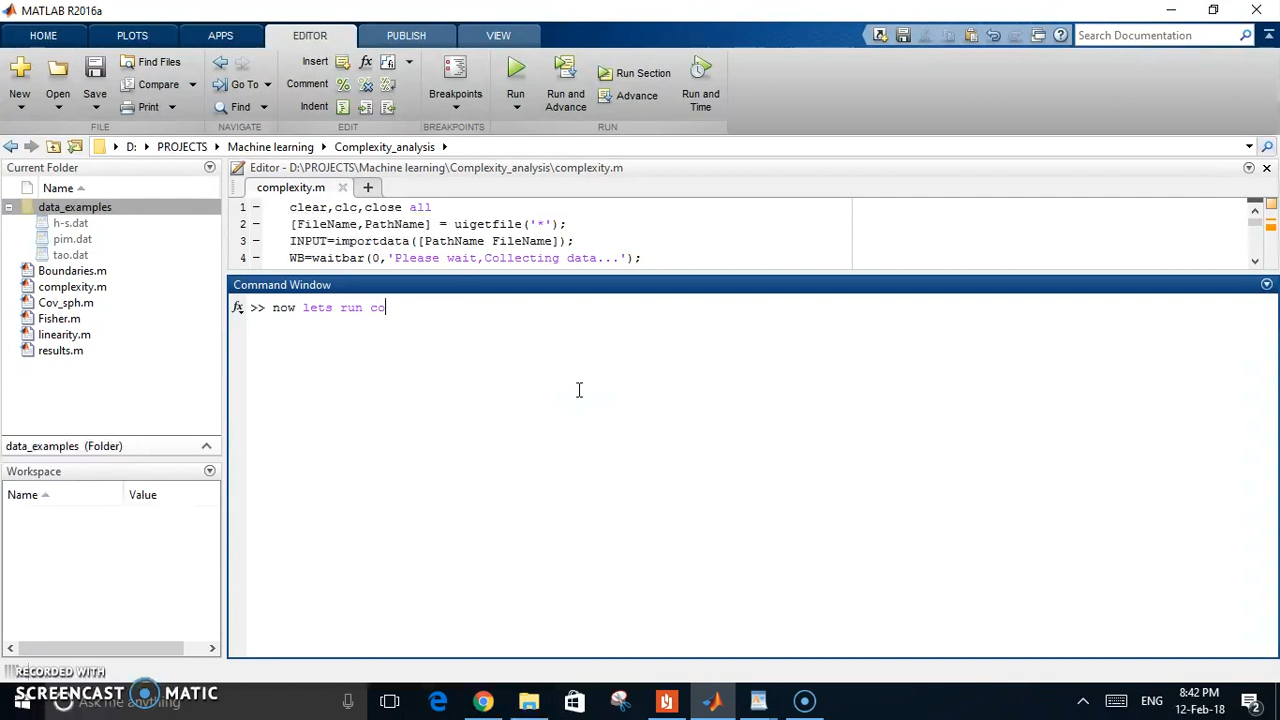 MATLAB R2016a
HOME PLOTS APPS EDITOR PUBLISH VIEW
Search Documentation
New Open Save
Find Files
Compare
Print
Go To
Find
Insert
Comment
Indent
Breakpoints
Run
Run and Advance
Run Section
Advance
Run and Time
FILE NAVIGATE EDIT BREAKPOINTS RUN
D: PROJECTS Machine learning Complexity_analysis
Current Folder
Name
data_examples
h-s.dat
pim.dat
tao.dat
Boundaries.m
complexity.m
Cov_sph.m
Fisher.m
linearity.m
results.m
data_examples (Folder)
Workspace
Name Value
Editor - D:\PROJECTS\Machine learning\Complexity_analysis\complexity.m
complexity.m
1 clear,clc,close all
2 [FileName,PathName] = uigetfile('*');
3 INPUT=importdata([PathName FileName]);
4 WB=waitbar(0,'Please wait,Collecting data...');
Command Window
fx >> now lets run co
RECORDED WITH
SCREENCAST MATIC
Ask me anything
ENG
8:42 PM
12-Feb-18
2